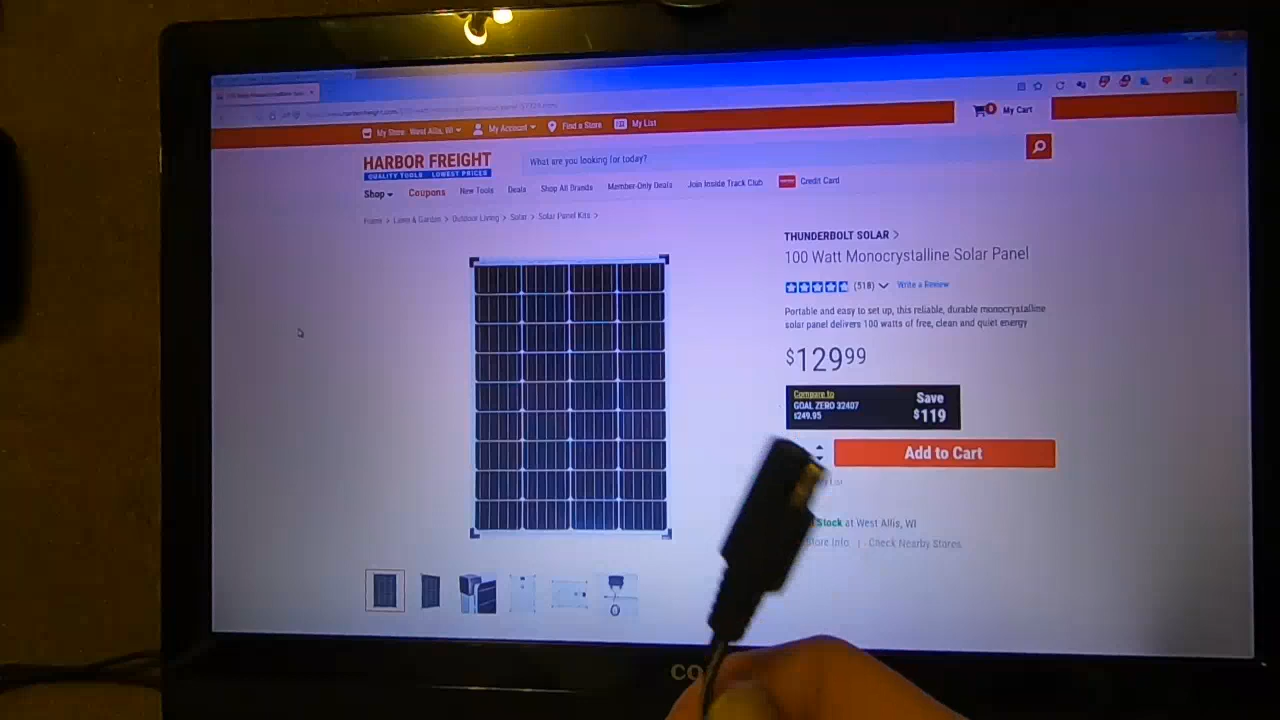 My Cart
My Store: West Allis, WI
My Account
Find a Store
My List
HARBOR FREIGHT
QUALITY TOOLS LOWEST PRICES
What are you looking for today?
Shop
Coupons
New Tools
Deals
Shop All Brands
Member-Only Deals
Join Inside Track Club
Credit Card
Home > Lawn & Garden > Outdoor Living > Solar > Solar Panel Kits >
THUNDERBOLT SOLAR >
100 Watt Monocrystalline Solar Panel
(518)
Write a Review
Portable and easy to set up, this reliable, durable monocrystalline
solar panel delivers 100 watts of free, clean and quiet energy
$129.99
Compare to
GOAL ZERO 32407
$249.95
Save
$119
Add to Cart
List
Stock at West Allis, WI
Store Info | Check Nearby Stores
CO